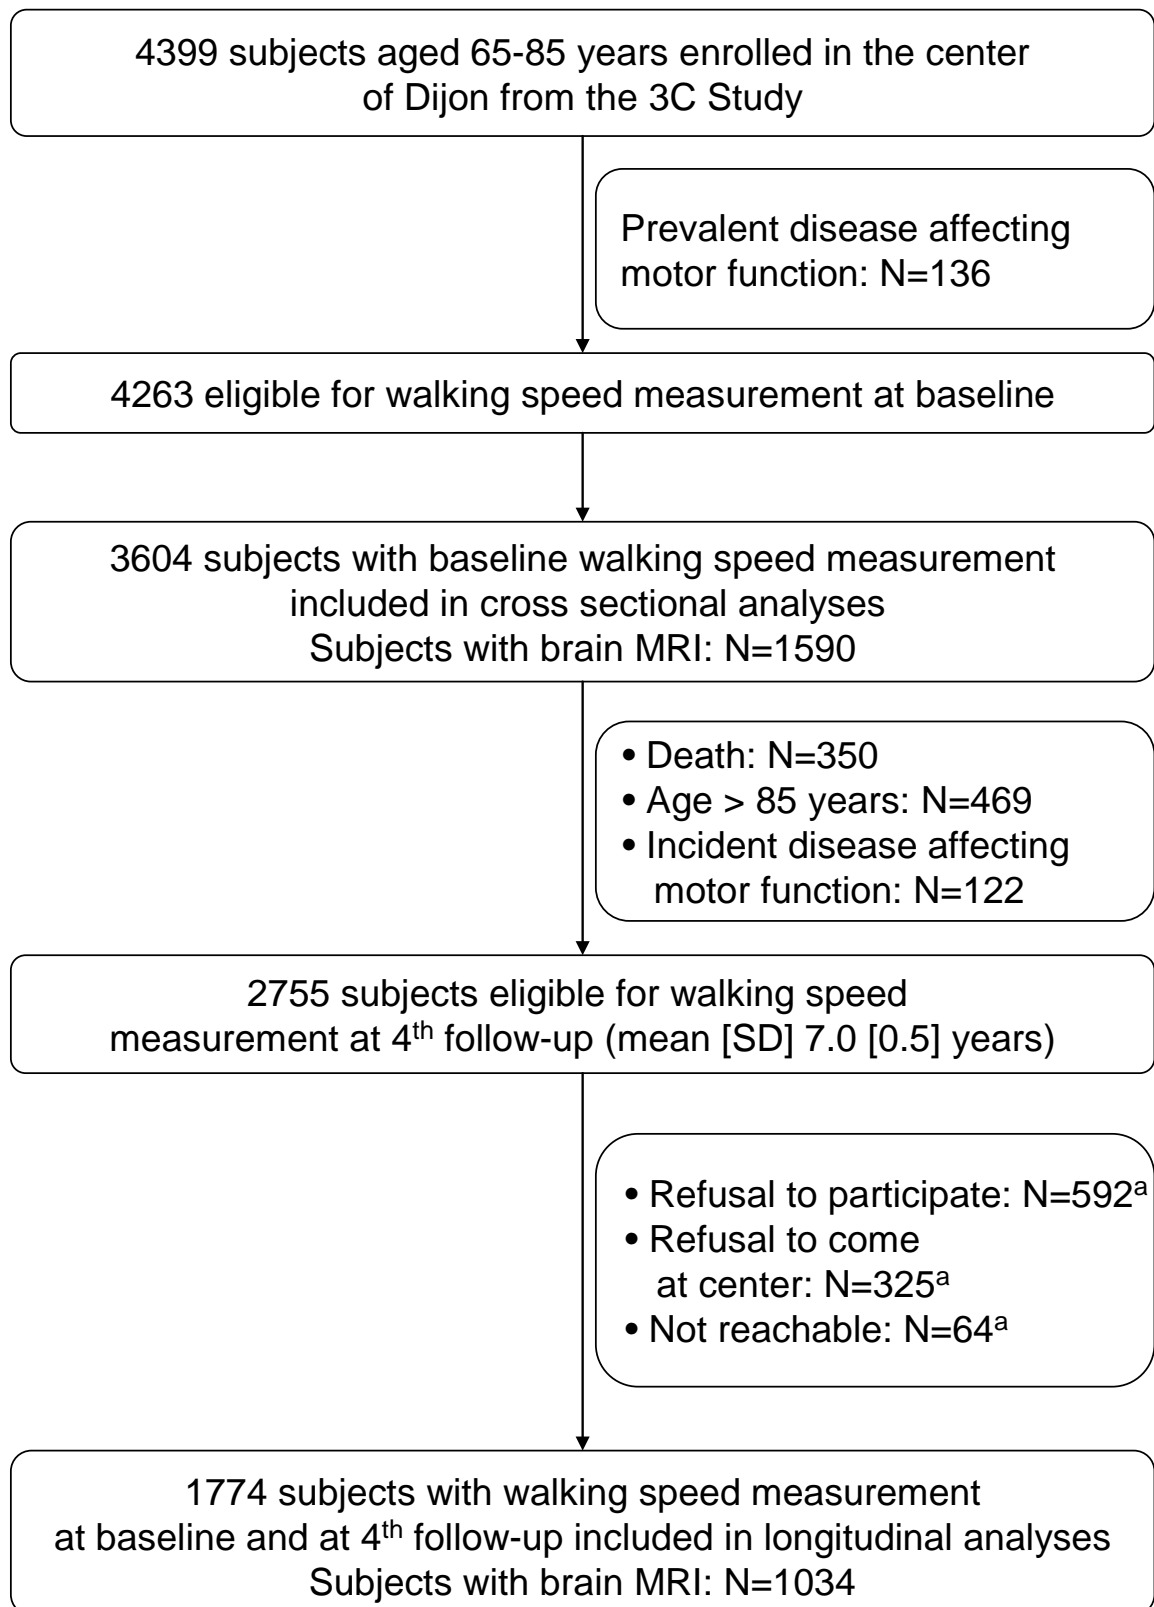 4399 subjects aged 65-85 years enrolled in the center
of Dijon from the 3C Study
Prevalent disease affecting
motor function: N=136
4263 eligible for walking speed measurement at baseline
3604 subjects with baseline walking speed measurement
included in cross sectional analyses
Subjects with brain MRI: N=1590
• Death: N=350
• Age > 85 years: N=469
• Incident disease affecting
motor function: N=122
2755 subjects eligible for walking speed
measurement at 4th follow-up (mean [SD] 7.0 [0.5] years)
• Refusal to participate: N=592a
• Refusal to come
at center: N=325a
• Not reachable: N=64a
1774 subjects with walking speed measurement
at baseline and at 4th follow-up included in longitudinal analyses
Subjects with brain MRI: N=1034